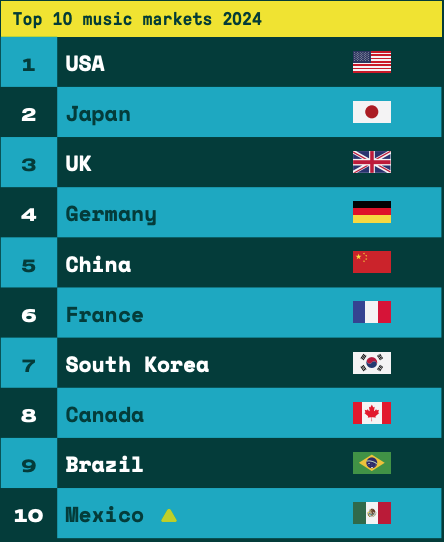 Top 10 music markets 2024
1 USA
2 Japan
3 UK
4 Germany
5 China
6 France
7 South Korea
8 Canada
9 Brazil
10 Mexico